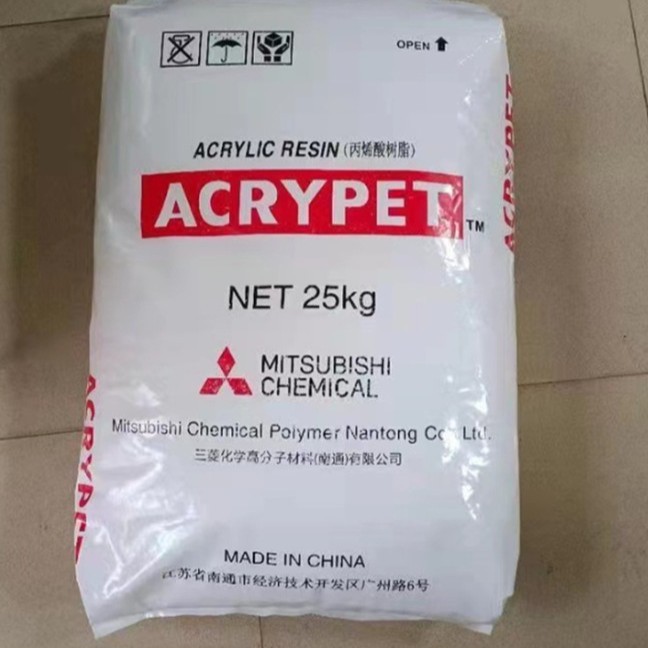 OPEN
ACRYLIC RESIN (丙烯酸树脂)
ACRYPET TM
NET 25kg
MITSUBISHI
CHEMICAL
Mitsubishi Chemical Polymer Nantong Co., Ltd.
三菱化学高分子材料(南通)有限公司
MADE IN CHINA
江苏省南通市经济技术开发区广州路6号
ACRYPET
ACRYPET